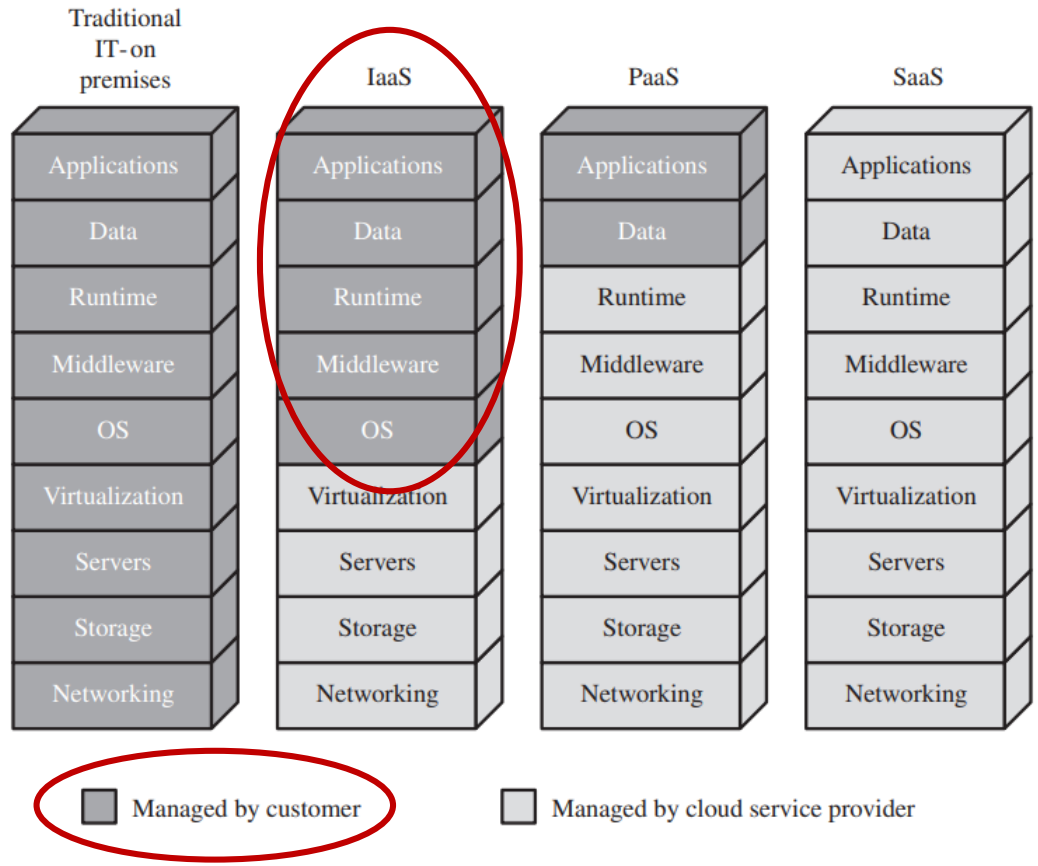 Traditional
IT-on
premises
Applications
Data
Runtime
Middleware
OS
Virtualization
Servers
Storage
Networking
IaaS
Applications
Data
Runtime
Middleware
OS
Virtualization
Servers
Storage
Networking
PaaS
Applications
Data
Runtime
Middleware
OS
Virtualization
Servers
Storage
Networking
SaaS
Applications
Data
Runtime
Middleware
OS
Virtualization
Servers
Storage
Networking
Managed by customer
Managed by cloud service provider